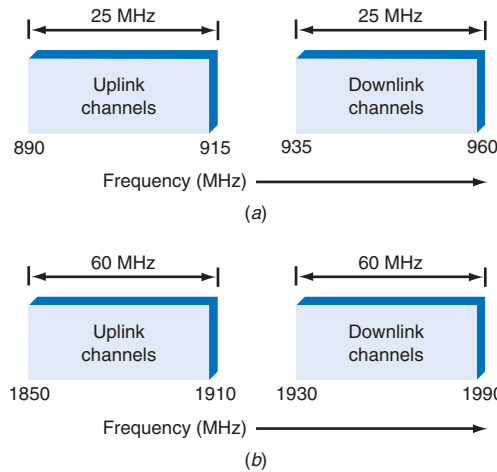 25 MHz 25 MHz
Uplink channels Downlink channels
890 915 935 960
Frequency (MHz)
(a)
60 MHz 60 MHz
Uplink channels Downlink channels
1850 1910 1930 1990
Frequency (MHz)
(b)